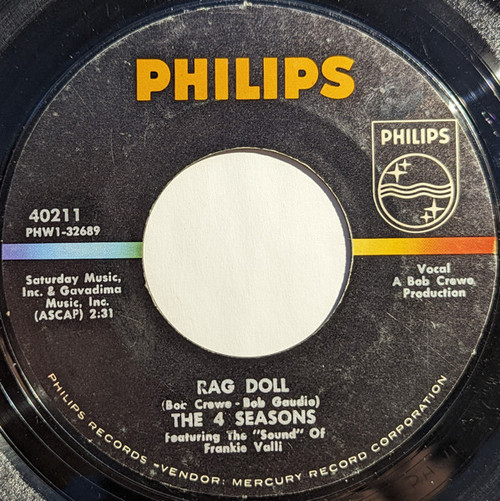 PHILIPS
PHILIPS
40211
PHW1-32689
Saturday Music,
Inc. & Gavadima
Music, Inc.
(ASCAP) 2:31
Vocal
A Bob Crewe
Production
RAG DOLL
(Bob Crewe - Bob Gaudio)
THE 4 SEASONS
Featuring The "Sound" Of
Frankie Valli
PHILIPS RECORDS • VENDOR: MERCURY RECORD CORPORATION